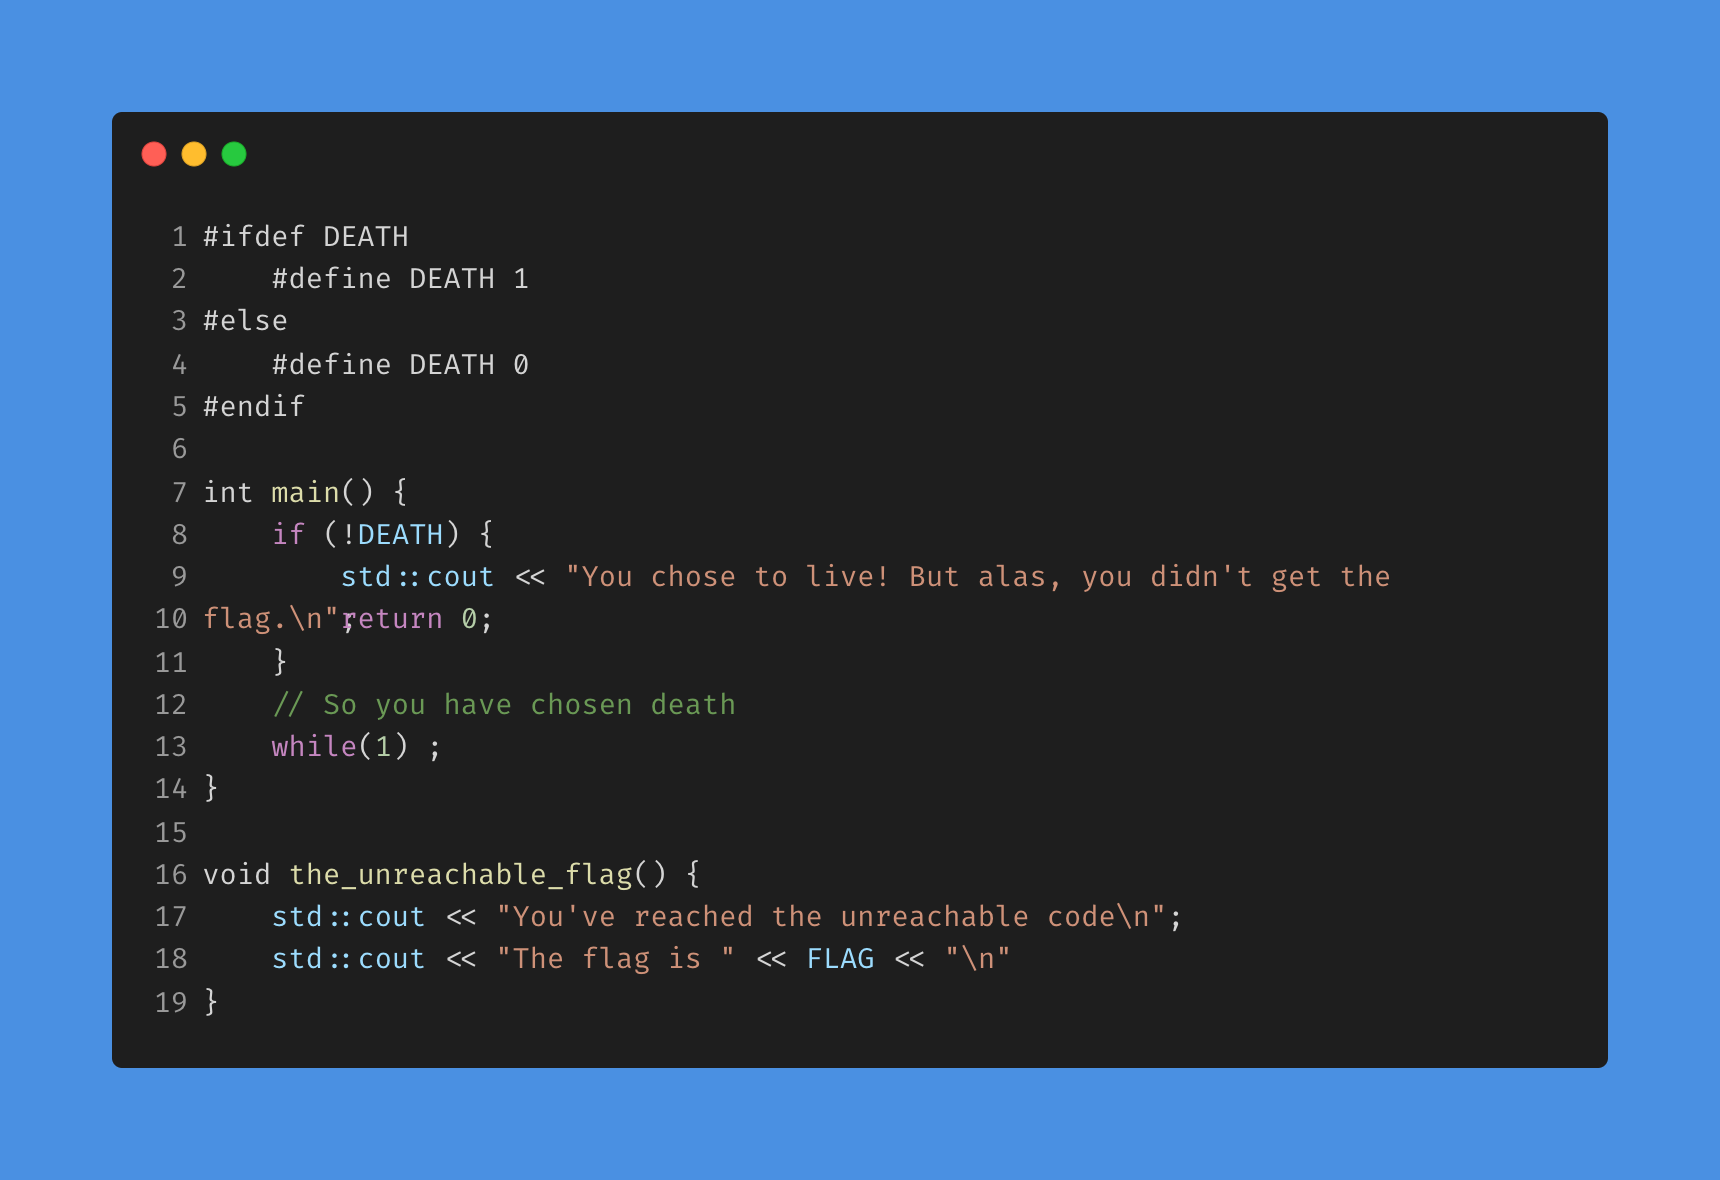 1 #ifdef DEATH
2     #define DEATH 1
3 #else
4     #define DEATH 0
5 #endif
6
7 int main() {
8     if (!DEATH) {
9         std::cout << "You chose to live! But alas, you didn't get the
10 flag.\n";return 0;
11     }
12     // So you have chosen death
13     while(1) ;
14 }
15
16 void the_unreachable_flag() {
17     std::cout << "You've reached the unreachable code\n";
18     std::cout << "The flag is " << FLAG << "\n"
19 }